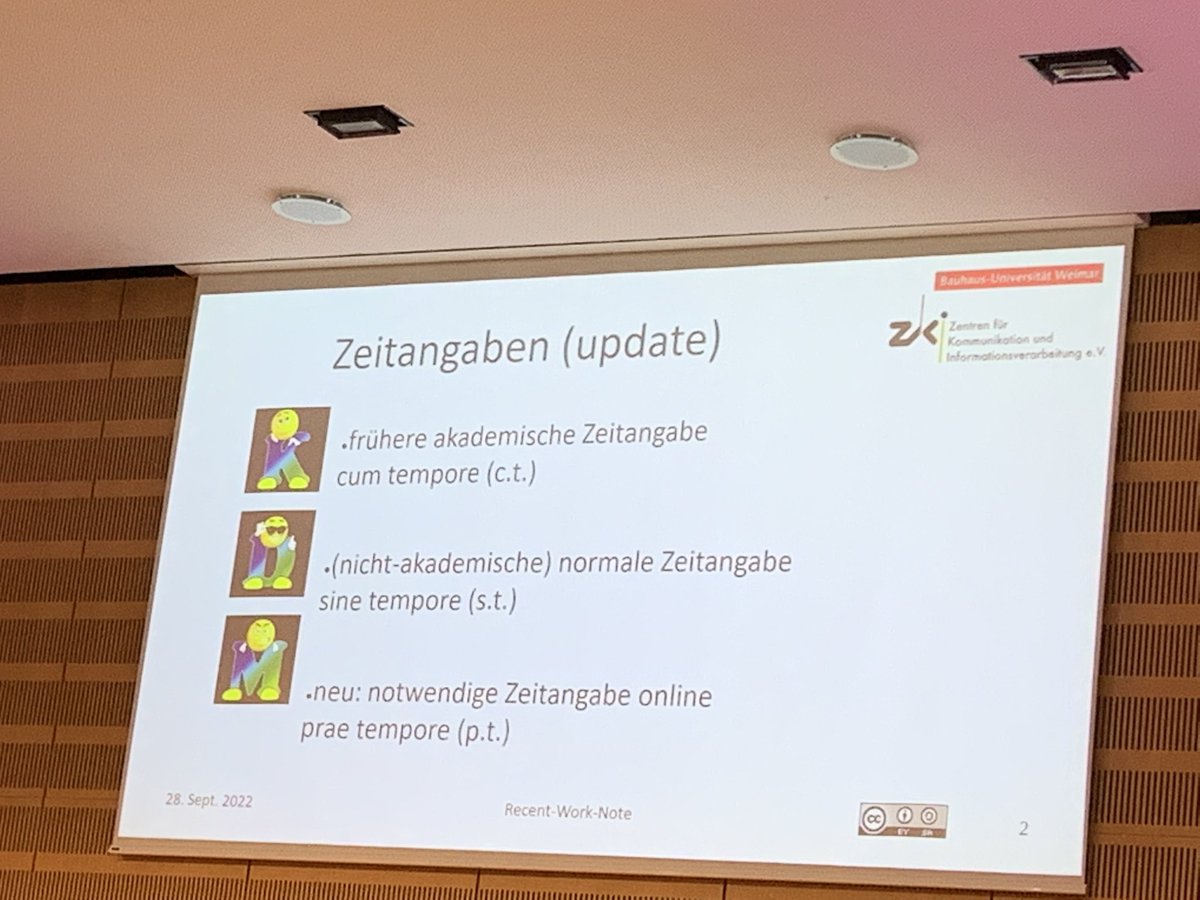 Bauhaus-Universität Weimar
zki Zentren für
Kommunikation und
Informationsverarbeitung e.V.
Zeitangaben (update)
K
.frühere akademische Zeitangabe
cum tempore (c.t.)
D
.(nicht-akademische) normale Zeitangabe
sine tempore (s.t.)
M
.neu: notwendige Zeitangabe online
prae tempore (p.t.)
28. Sept. 2022
Recent-Work-Note
cc
BY SA
2